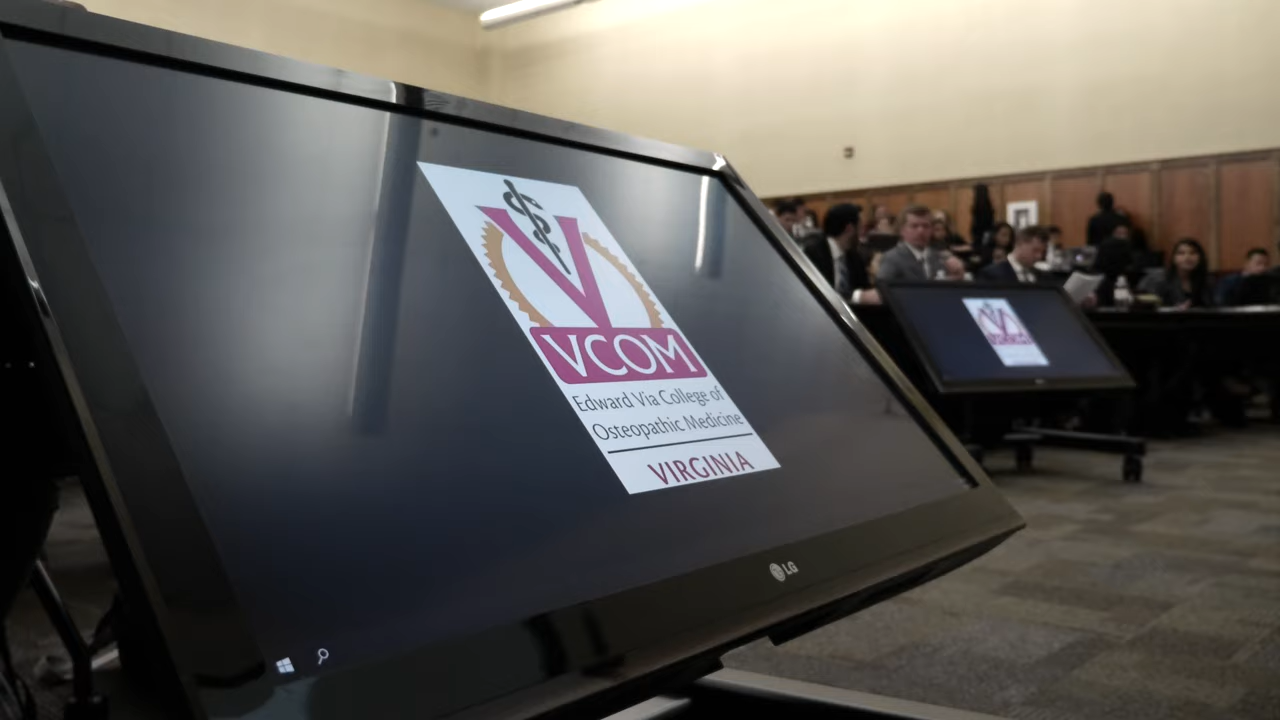 VCOM
Edward Via College of
Osteopathic Medicine
VIRGINIA
LG